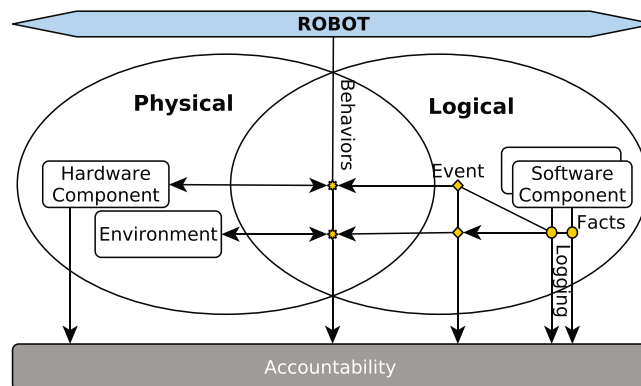 ROBOT
Physical
Logical
Behaviors
Event
Hardware
Component
Software
Component
Facts
Environment
Logging
Accountability